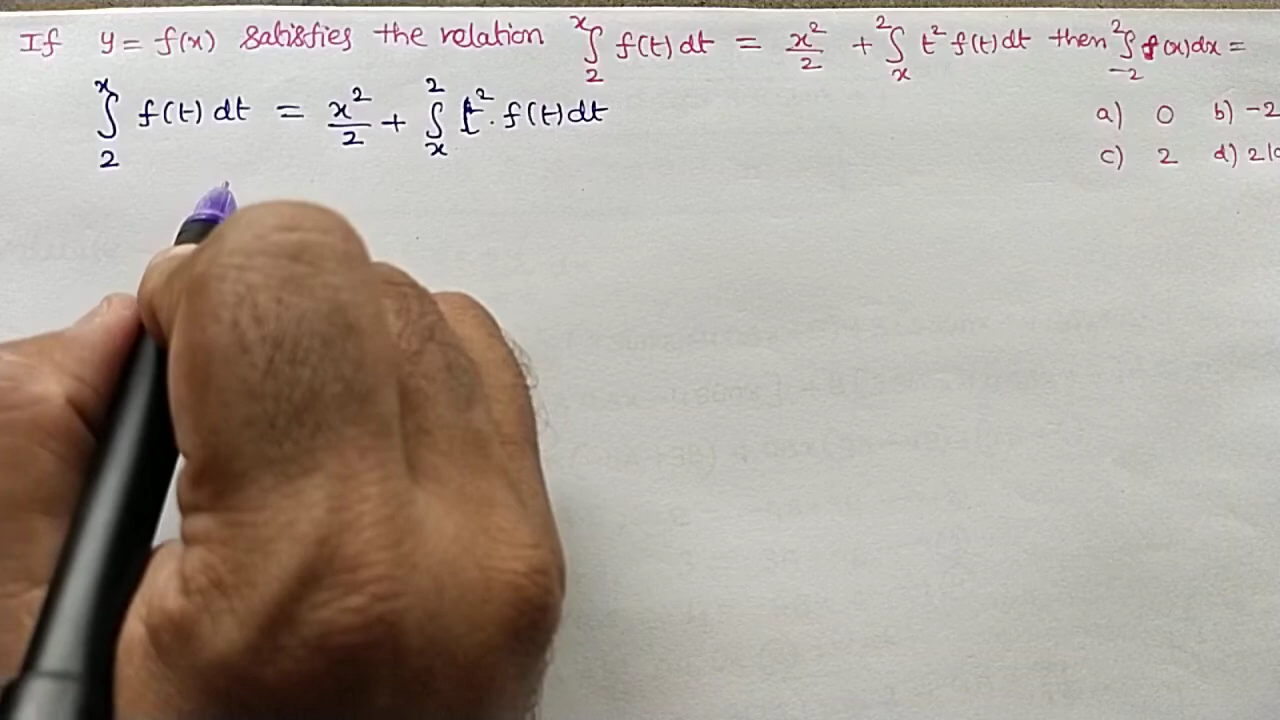 If y = f(x) satisfies the relation ∫₂ˣ f(t) dt = x²/2 + ∫ₓ² t² f(t) dt then ∫₋₂² f(x) dx =
∫₂ˣ f(t) dt = x²/2 + ∫ₓ² t² · f(t) dt
a) 0 b) -2
c) 2 d)